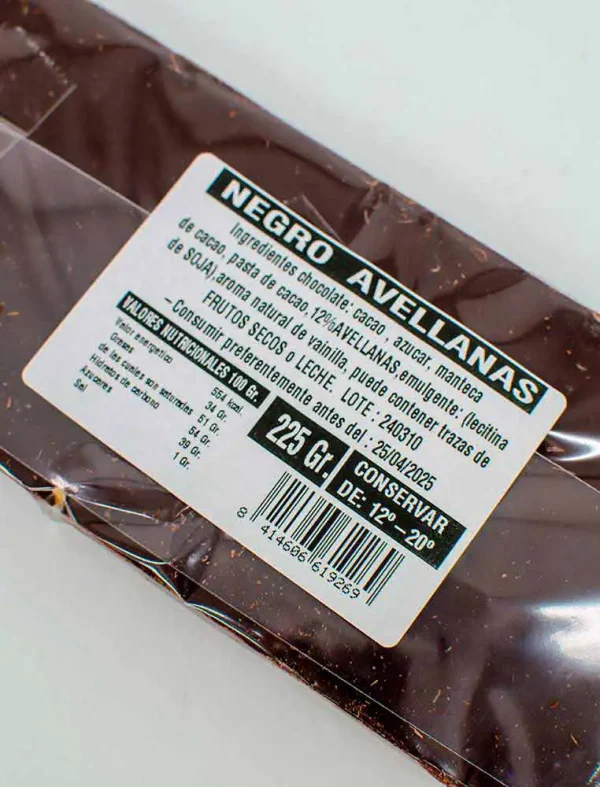 NEGRO AVELLANAS
Ingredientes chocolate: cacao , azucar, manteca
de cacao, pasta de cacao, 12%AVELLANAS,emulgente: (lecitina
de SOJA),aroma natural de vainilla, puede contener trazas de
FRUTOS SECOS o LECHE. LOTE : 240310
-Consumir preferentemente antes del : 25/04/2025
VALORES NUTRICIONALES 100 Gr.
Valor energetico 554 kcal.
Grasas 34 Gr.
de las cuales son saturadas 51 Gr.
Hidratos de carbono 54 Gr.
Azucares 39 Gr.
Sal 1 Gr.
225 Gr.
CONSERVAR
DE: 12º-20º
8 414606 619269